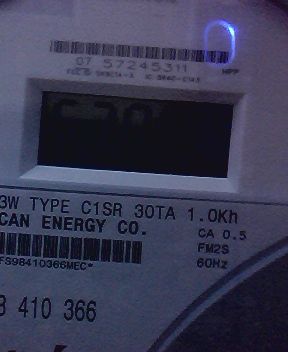 07 57245311
3W TYPE C1SR 30TA 1.0Kh
CAN ENERGY CO.
CA 0.5
FM2S
60Hz
FS98410366MEC*
3 410 366